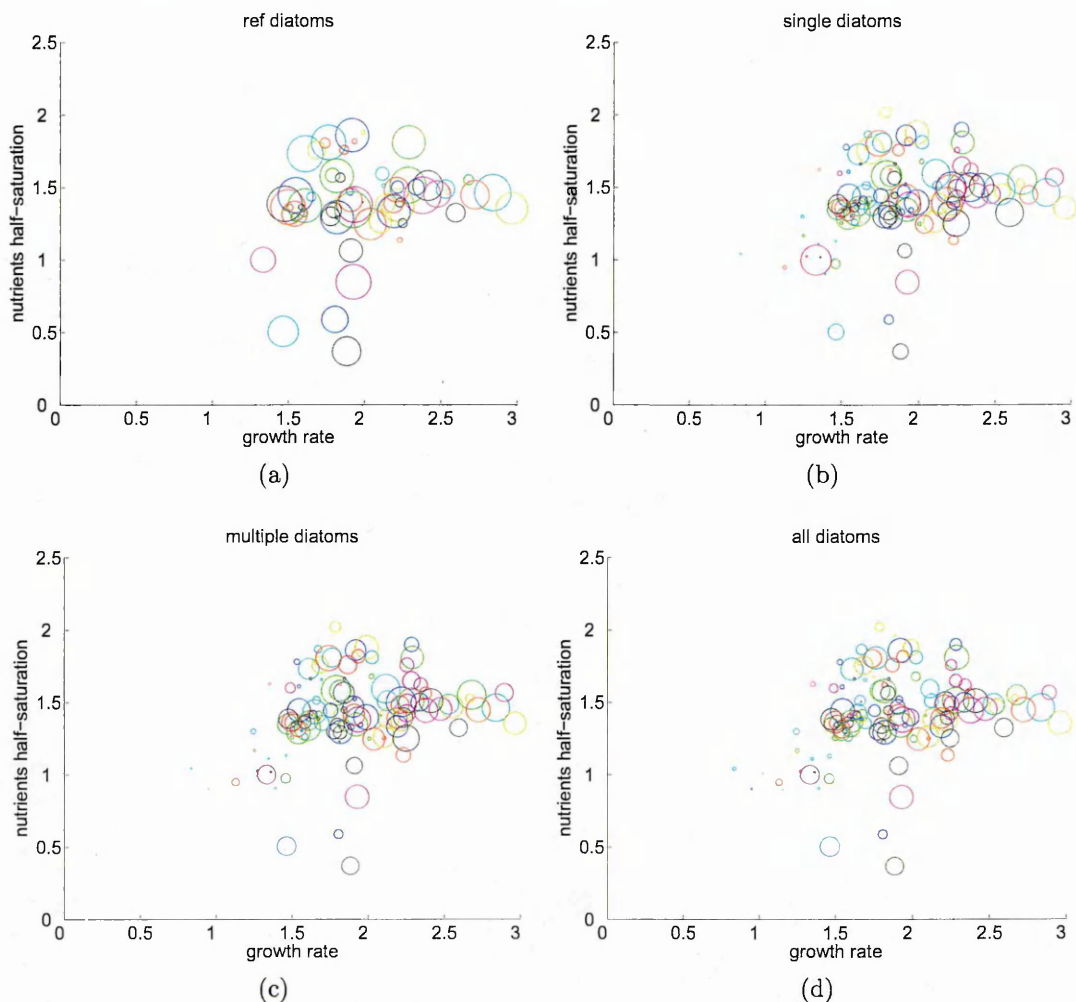 ref diatoms
2.5
2
1.5
1
0.5
0
nutrients half-saturation
0 0.5 1 1.5 2 2.5 3
growth rate
(a)
single diatoms
2.5
2
1.5
1
0.5
0
nutrients half-saturation
0 0.5 1 1.5 2 2.5 3
growth rate
(b)
multiple diatoms
2.5
2
1.5
1
0.5
0
nutrients half-saturation
0 0.5 1 1.5 2 2.5 3
growth rate
(c)
all diatoms
2.5
2
1.5
1
0.5
0
nutrients half-saturation
0 0.5 1 1.5 2 2.5 3
growth rate
(d)